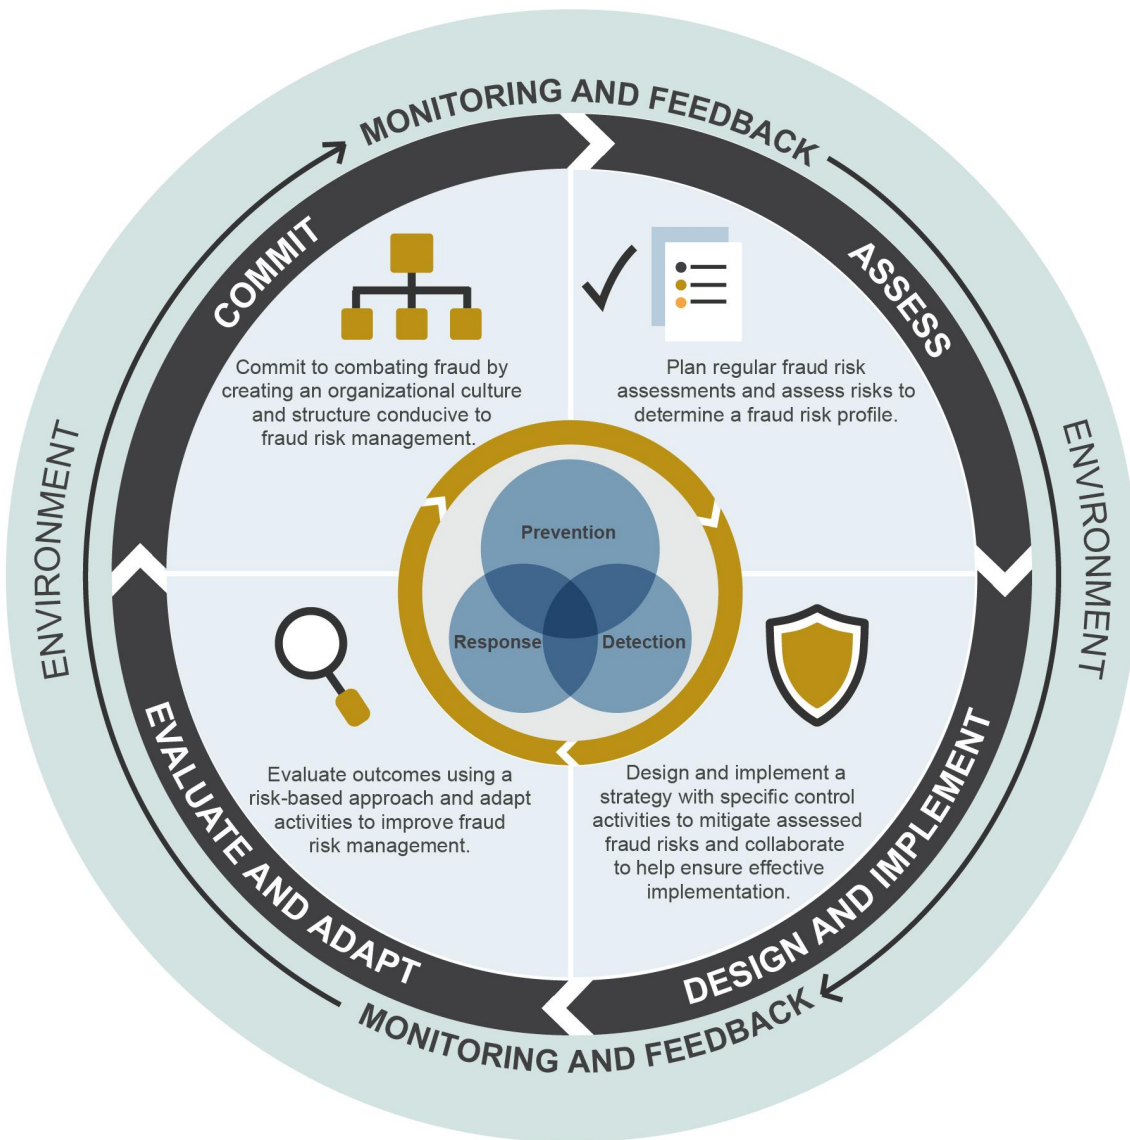 MONITORING AND FEEDBACK
COMMIT
ASSESS
Commit to combating fraud by
creating an organizational culture
and structure conducive to
fraud risk management.
Plan regular fraud risk
assessments and assess risks to
determine a fraud risk profile.
ENVIRONMENT
ENVIRONMENT
Prevention
Response
Detection
EVALUATE AND ADAPT
Evaluate outcomes using a
risk-based approach and adapt
activities to improve fraud
risk management.
Design and implement a
strategy with specific control
activities to mitigate assessed
fraud risks and collaborate
to help ensure effective
implementation.
DESIGN AND IMPLEMENT
MONITORING AND FEEDBACK